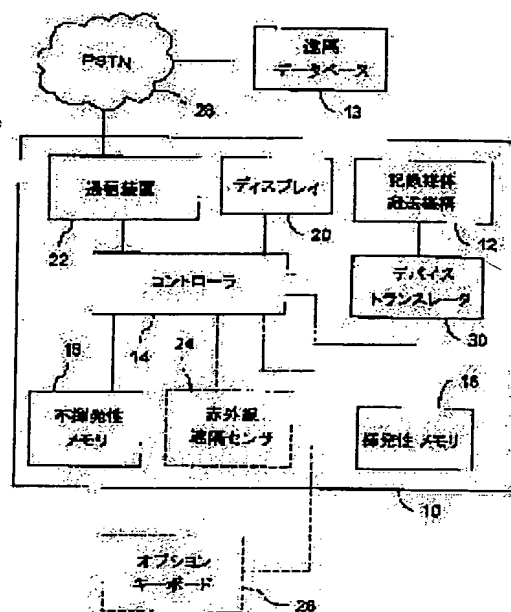 PSTN
遠隔
データベース
28
13
通信装置
ディスプレイ
記録媒体
22
20
12
コントローラ
デバイス
トランスレータ
14
24
30
18
16
不揮発性
メモリ
赤外線
遠隔センサ
揮発性メモリ
10
オプション
キーボード
26